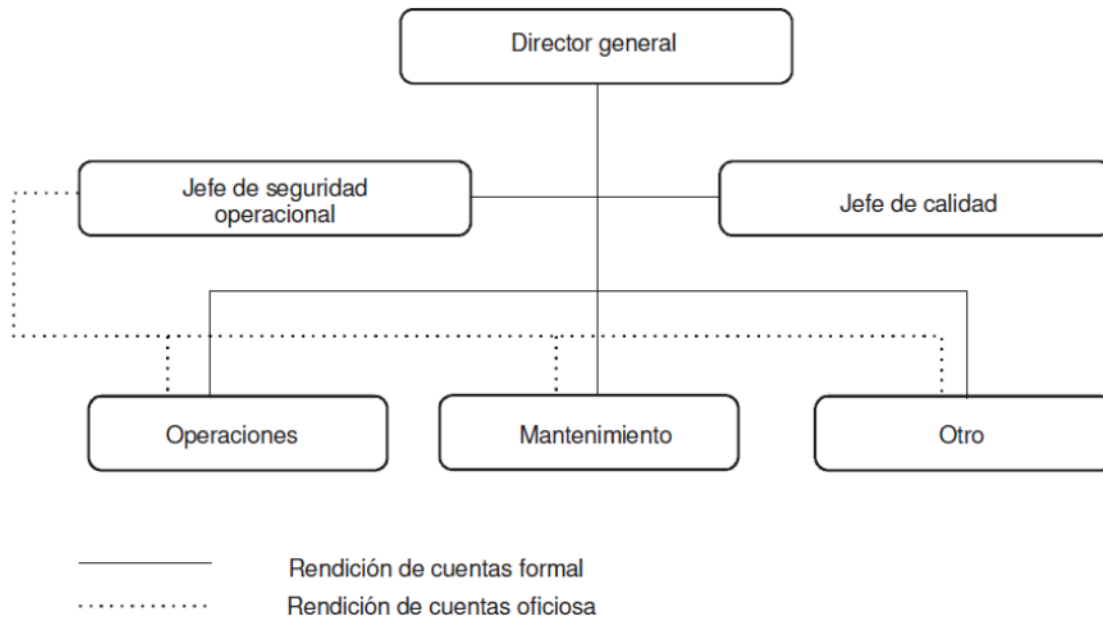 Director general
Jefe de seguridad
operacional
Jefe de calidad
Operaciones
Mantenimiento
Otro
Rendición de cuentas formal
Rendición de cuentas oficiosa